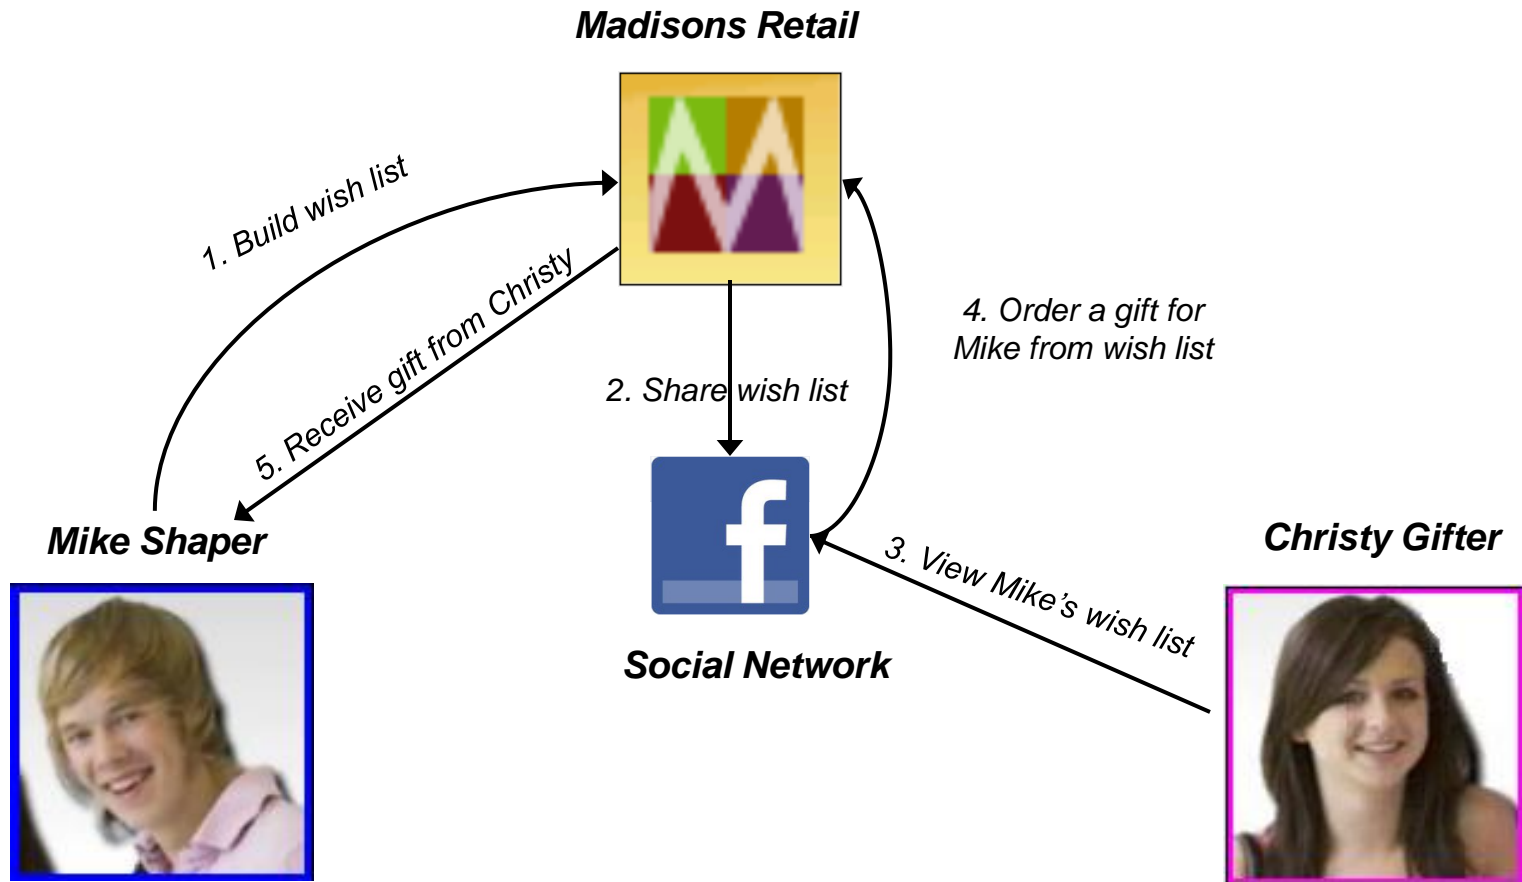 Madisons Retail
1. Build wish list
5. Receive gift from Christy
4. Order a gift for
Mike from wish list
2. Share wish list
f
Mike Shaper
Christy Gifter
3. View Mike’s wish list
Social Network